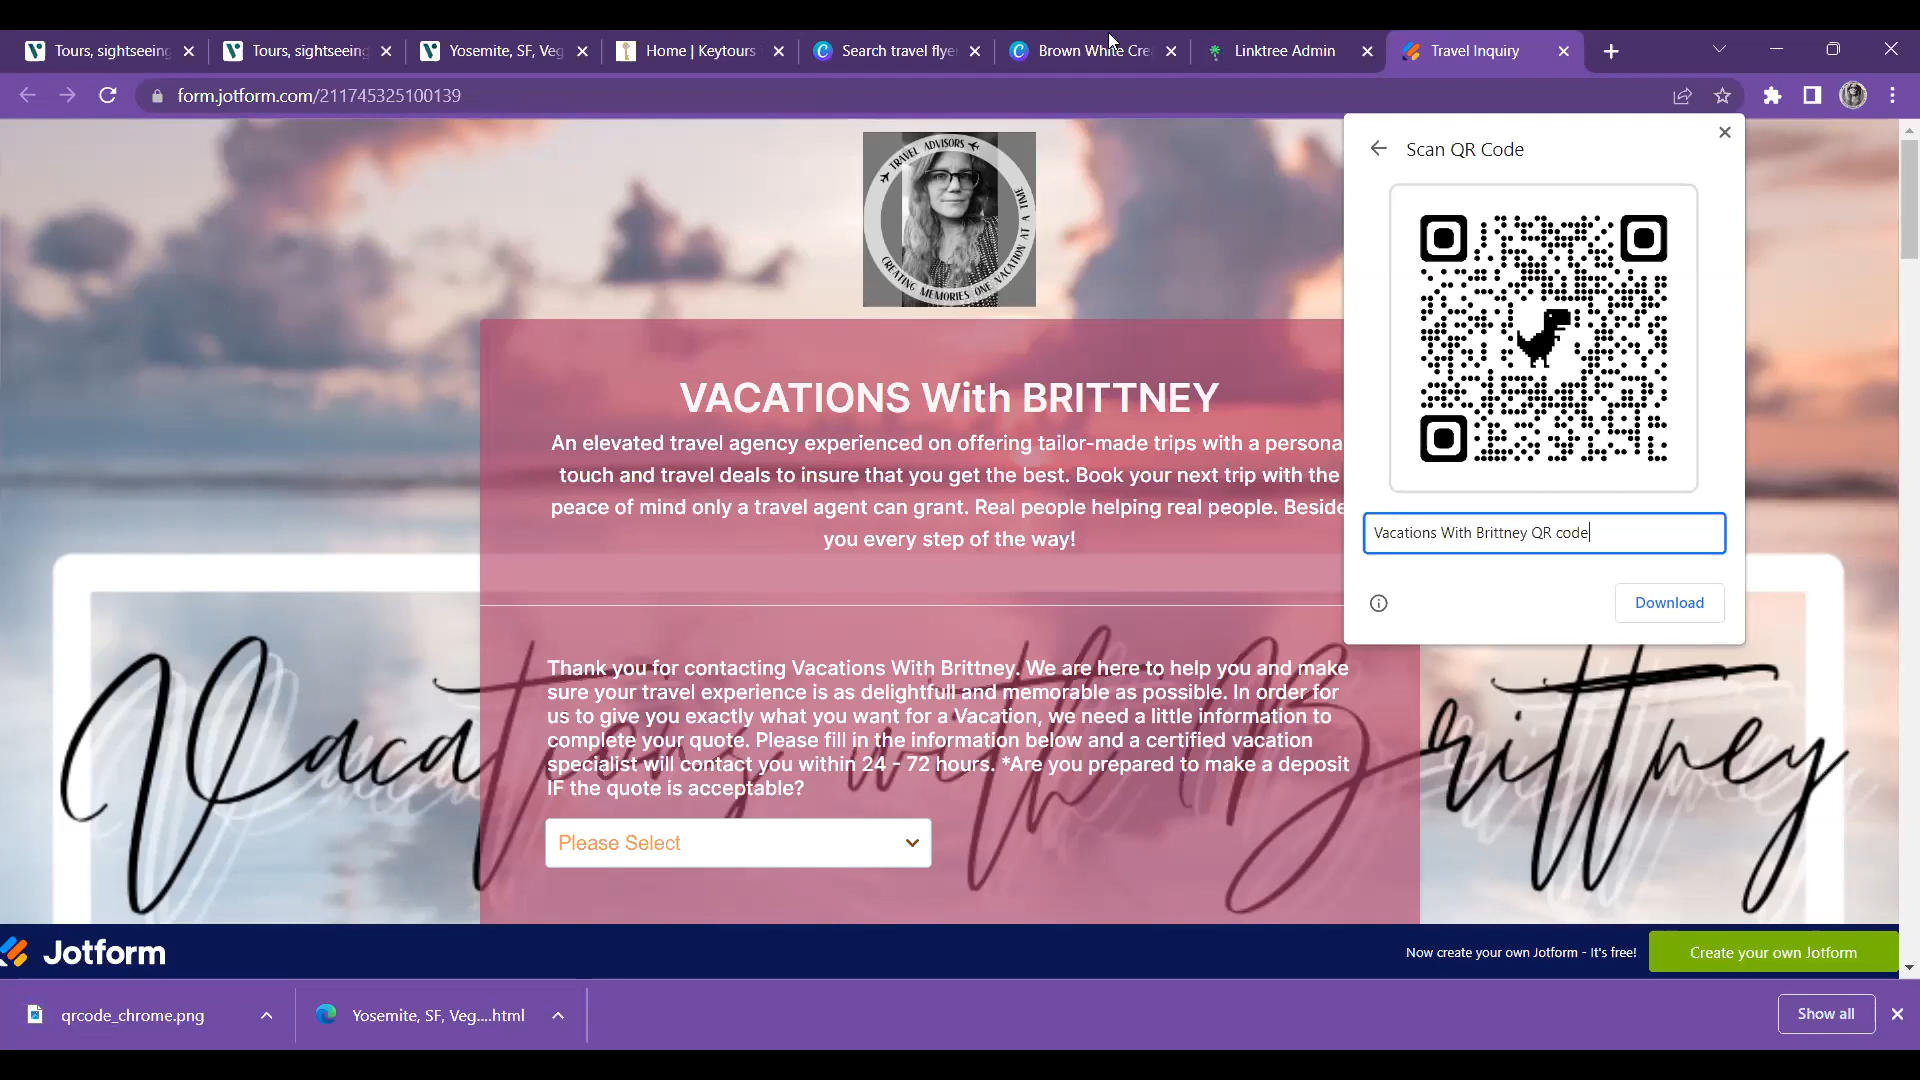 Tours, sightseeing
Tours, sightseeing
Yosemite, SF, Veg
Home | Keytours
Search travel flye
Brown White Cre
Linktree Admin
Travel Inquiry
form.jotform.com/211745325100139
TRAVEL ADVISORS
CREATING MEMORIES ONE VACATION AT A TIME
Scan QR Code
Vacations With Brittney QR code
Download
VACATIONS With BRITTNEY
An elevated travel agency experienced on offering tailor-made trips with a persona
touch and travel deals to insure that you get the best. Book your next trip with the
peace of mind only a travel agent can grant. Real people helping real people. Beside
you every step of the way!
Vacations with Brittney
Thank you for contacting Vacations With Brittney. We are here to help you and make
sure your travel experience is as delightfull and memorable as possible. In order for
us to give you exactly what you want for a Vacation, we need a little information to
complete your quote. Please fill in the information below and a certified vacation
specialist will contact you within 24 - 72 hours. *Are you prepared to make a deposit
IF the quote is acceptable?
Please Select
Jotform
Now create your own Jotform - It's free!
Create your own Jotform
qrcode_chrome.png
Yosemite, SF, Veg....html
Show all